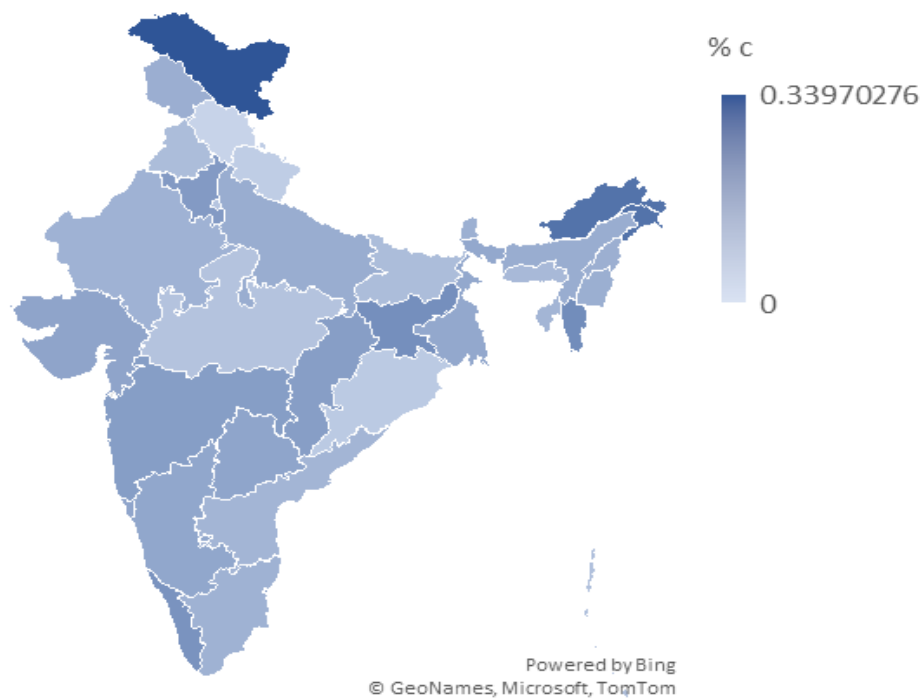 % c
0.33970276
0
Powered by Bing
© GeoNames, Microsoft, TomTom